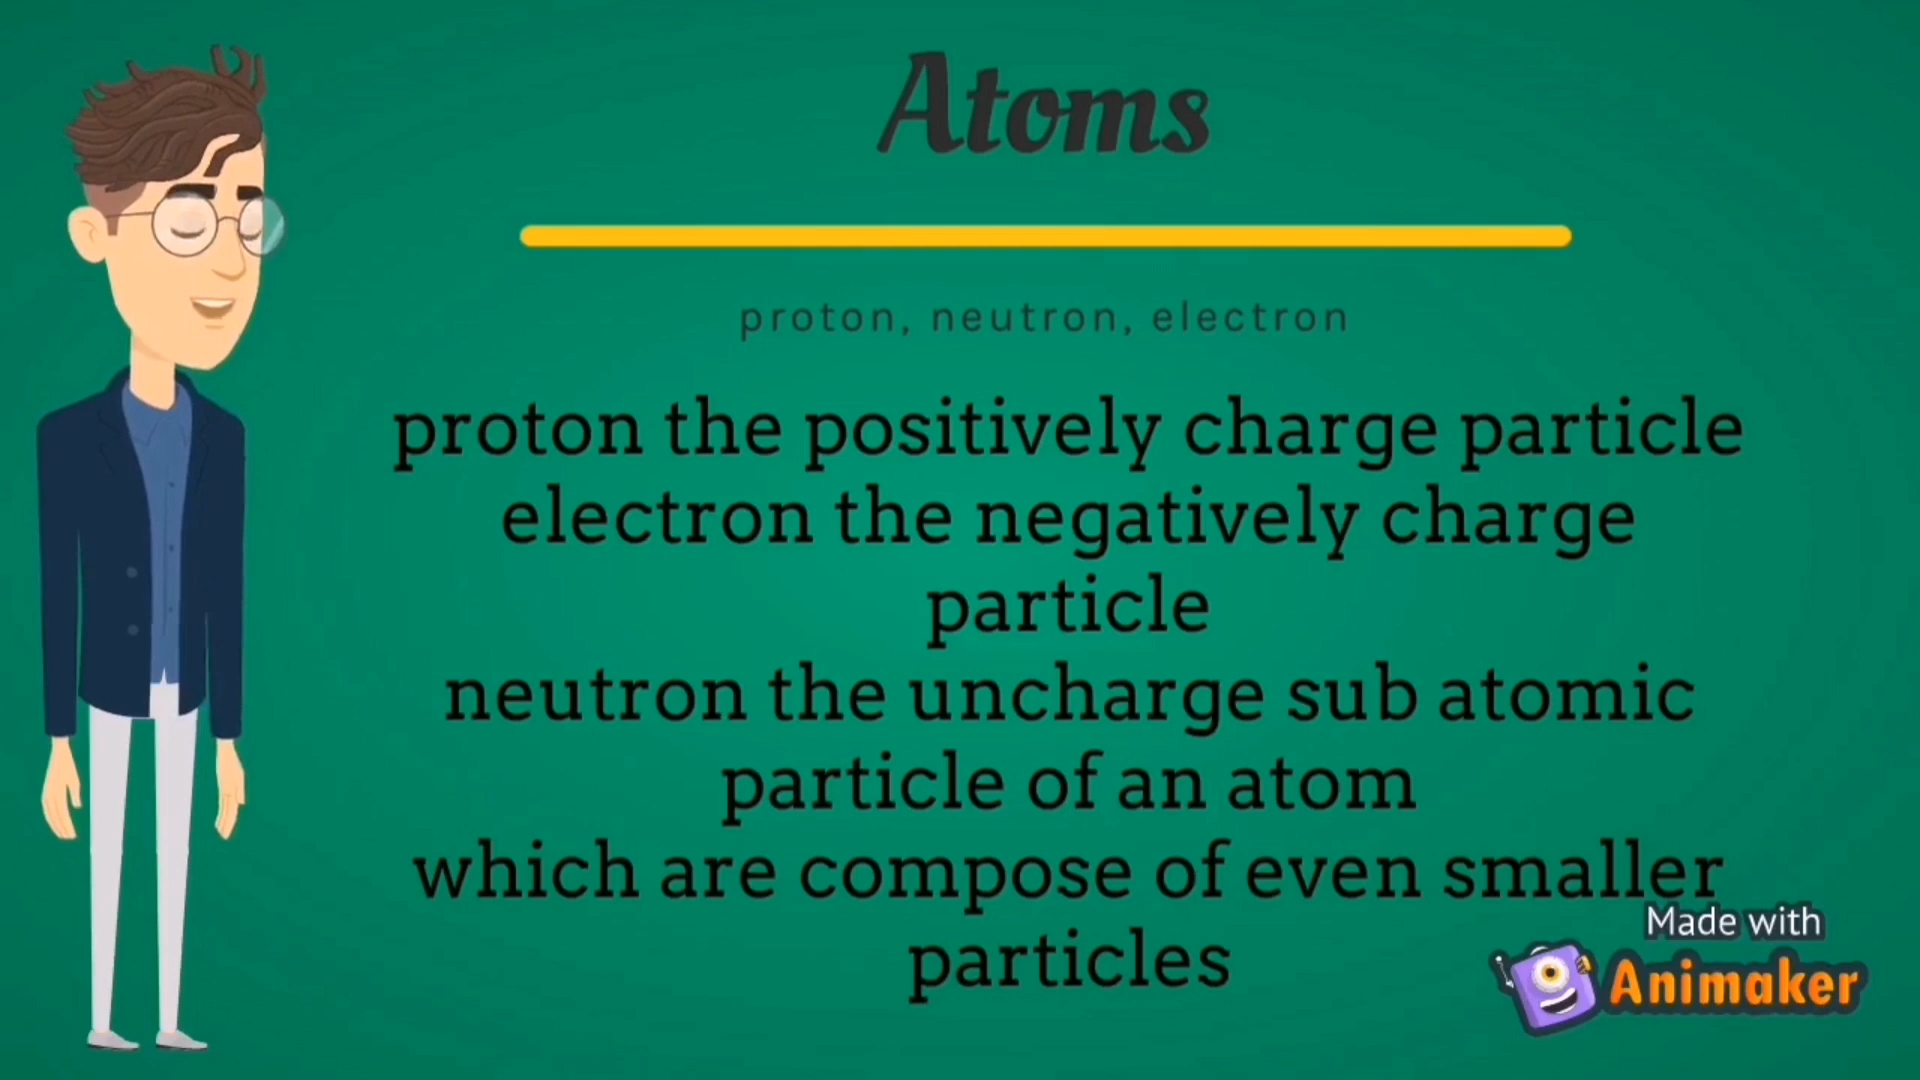 Atoms
proton, neutron, electron
proton the positively charge particle
electron the negatively charge
particle
neutron the uncharge sub atomic
particle of an atom
which are compose of even smaller
particles
Made with
Animaker